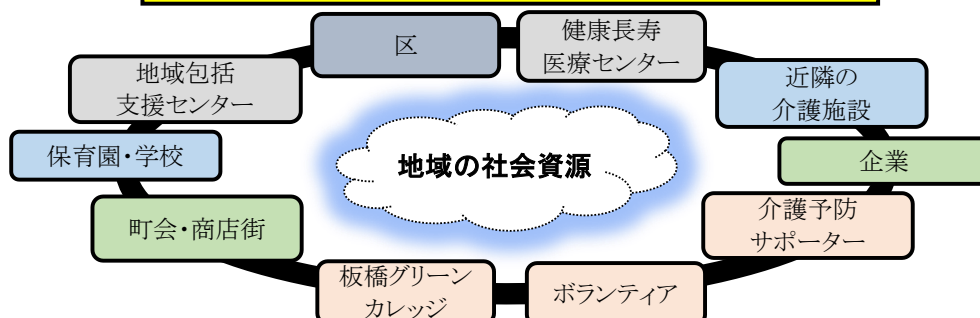 区
健康長寿
医療センター
地域包括
支援センター
近隣の
介護施設
保育園・学校
地域の社会資源
企業
町会・商店街
介護予防
サポーター
板橋グリーン
カレッジ
ボランティア